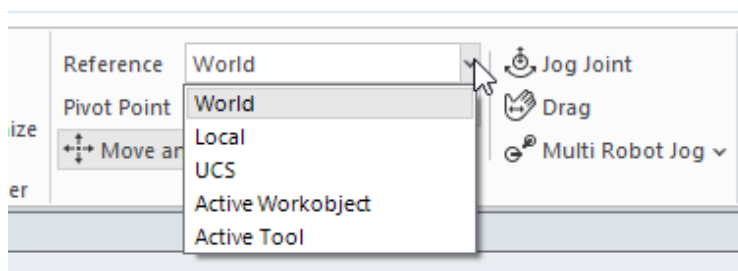 Reference World
Jog Joint
Pivot Point World
Drag
ize
Local
Move an
Multi Robot Jog
UCS
er
Active Workobject
Active Tool